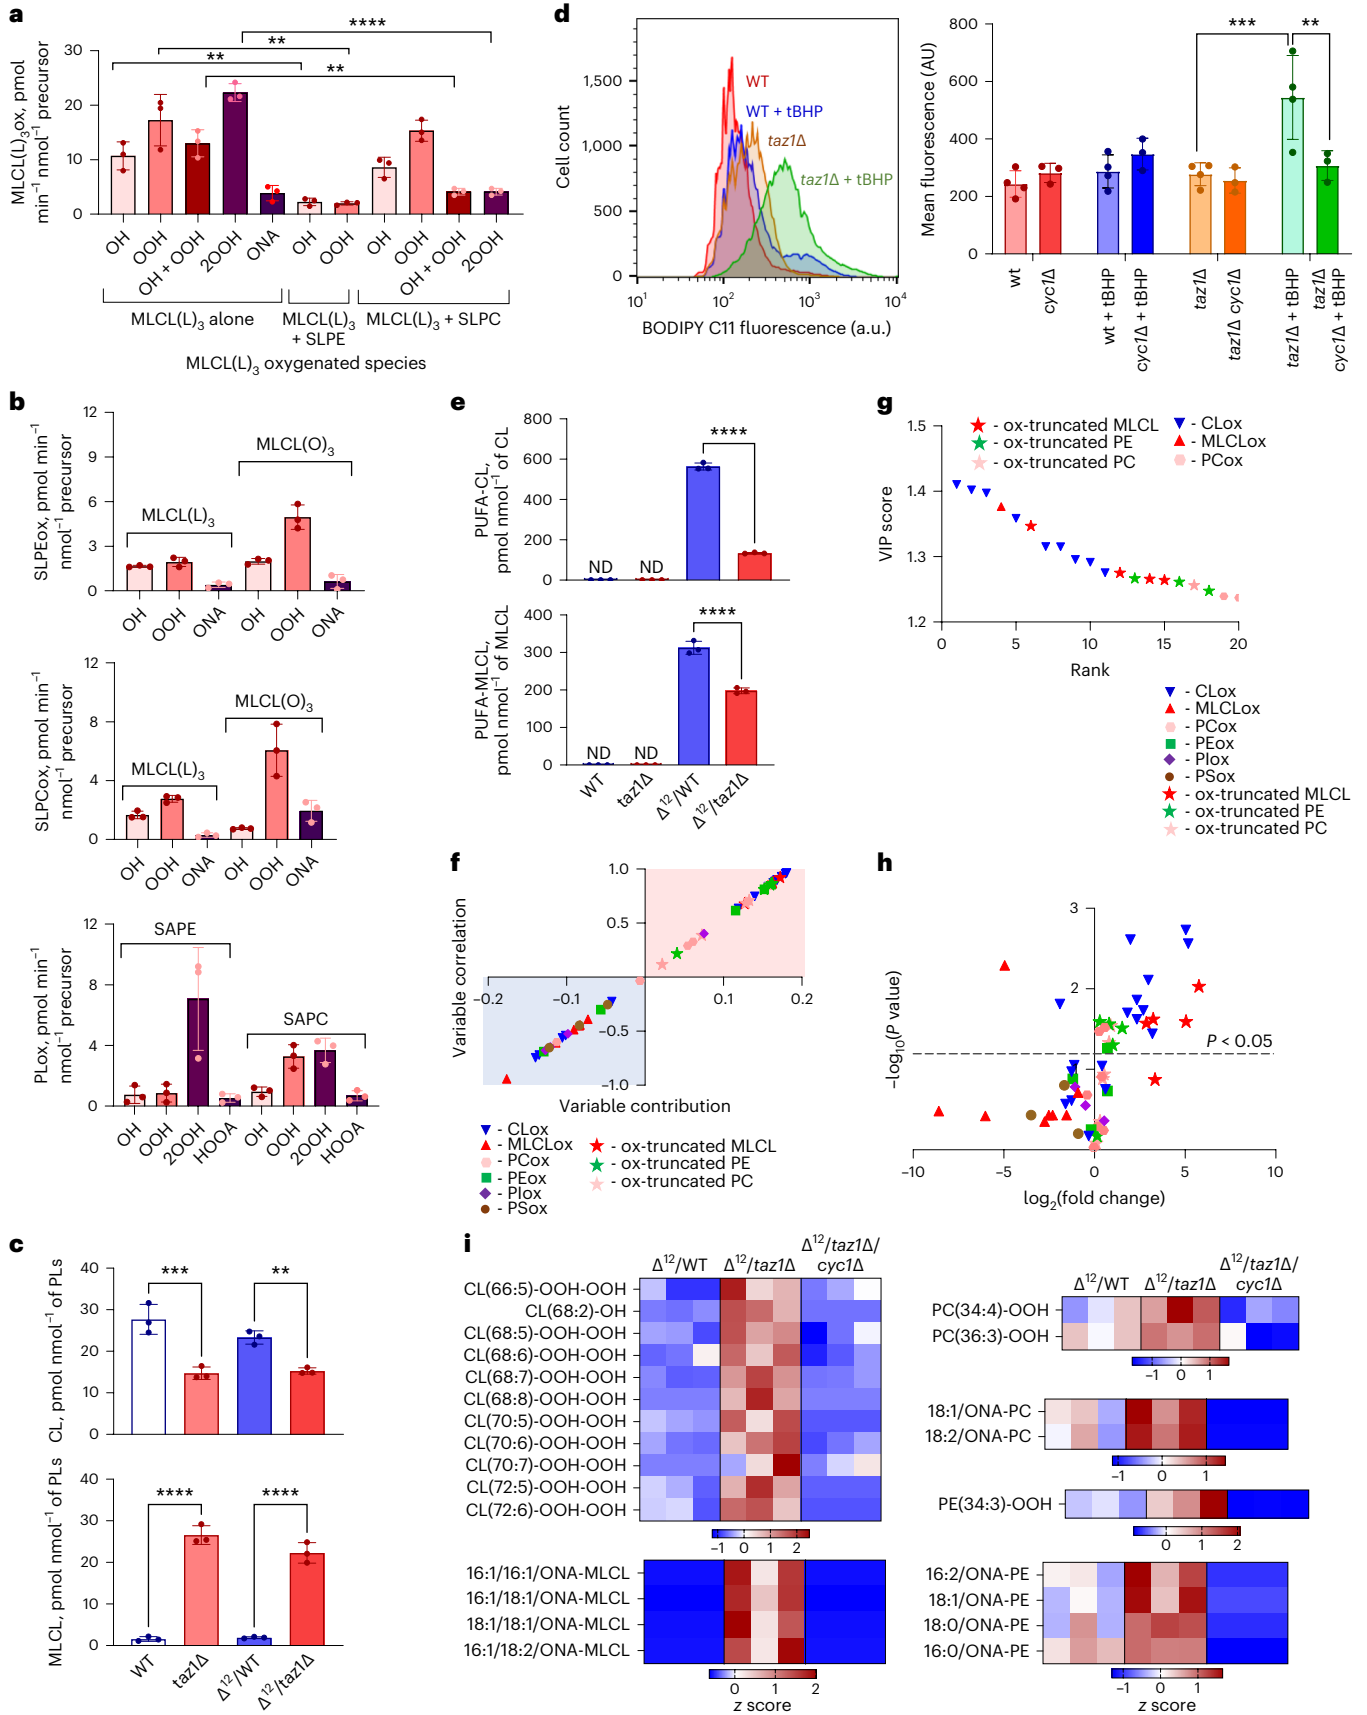 a
MLCL(L)3ox, pmol
min−1 nmol−1 precursor
30
20
10
0
**
**
****
**
OH
OOH
OH + OOH
2OOH
ONA
OH
OOH
OH
OOH
OH + OOH
2OOH
MLCL(L)3 alone
MLCL(L)3
+ SLPE
MLCL(L)3 + SLPC
MLCL(L)3 oxygenated species
b
SLPEox, pmol min−1
nmol−1 precursor
12
9
6
3
0
MLCL(L)3
MLCL(O)3
OH
OOH
ONA
OH
OOH
ONA
SLPCox, pmol min−1
nmol−1 precursor
12
8
4
0
MLCL(L)3
MLCL(O)3
OH
OOH
ONA
OH
OOH
ONA
PLox, pmol min−1
nmol−1 precursor
12
8
4
0
SAPE
SAPC
OH
OOH
2OOH
HOOA
OH
OOH
2OOH
HOOA
c
CL, pmol nmol−1 of PLs
40
30
20
10
0
***
**
MLCL, pmol nmol−1 of PLs
40
30
20
10
0
****
****
WT
taz1Δ
Δ12/WT
Δ12/taz1Δ
d
Cell count
1,500
1,000
500
0
WT
WT + tBHP
taz1Δ
taz1Δ + tBHP
101
102
103
104
BODIPY C11 fluorescence (a.u.)
Mean fluorescence (AU)
800
600
400
200
0
***
**
wt
cyc1Δ
wt + tBHP
cyc1Δ + tBHP
taz1Δ
taz1Δ cyc1Δ
taz1Δ + tBHP
taz1Δ
cyc1Δ + tBHP
e
PUFA-CL,
pmol nmol−1 of CL
800
600
400
200
0
ND
ND
****
PUFA-MLCL,
pmol nmol−1 of MLCL
400
300
200
100
0
ND
ND
****
WT
taz1Δ
Δ12/WT
Δ12/taz1Δ
f
Variable correlation
1.0
0.5
−0.5
−1.0
−0.2
−0.1
0.1
0.2
Variable contribution
- CLox
- MLCLox
- PCox
- PEox
- PIox
- PSox
- ox-truncated MLCL
- ox-truncated PE
- ox-truncated PC
g
VIP score
1.5
1.4
1.3
1.2
0
5
10
15
20
Rank
- ox-truncated MLCL
- ox-truncated PE
- ox-truncated PC
- CLox
- MLCLox
- PCox
- CLox
- MLCLox
- PCox
- PEox
- PIox
- PSox
- ox-truncated MLCL
- ox-truncated PE
- ox-truncated PC
h
−log10(P value)
3
2
P < 0.05
−10
−5
0
5
10
log2(fold change)
i
Δ12/WT
Δ12/taz1Δ
Δ12/taz1Δ/
cyc1Δ
CL(66:5)-OOH-OOH
CL(68:2)-OH
CL(68:5)-OOH-OOH
CL(68:6)-OOH-OOH
CL(68:7)-OOH-OOH
CL(68:8)-OOH
CL(70:5)-OOH-OOH
CL(70:6)-OOH-OOH
CL(70:7)-OOH-OOH
CL(72:5)-OOH-OOH
CL(72:6)-OOH-OOH
−1 0 1 2
16:1/16:1/ONA-MLCL
16:1/18:1/ONA-MLCL
18:1/18:1/ONA-MLCL
16:1/18:2/ONA-MLCL
0 1 2
z score
Δ12/WT
Δ12/taz1Δ
Δ12/taz1Δ/
cyc1Δ
PC(34:4)-OOH
PC(36:3)-OOH
−1 0 1
18:1/ONA-PC
18:2/ONA-PC
−1 0 1
PE(34:3)-OOH
0 1 2
16:2/ONA-PE
18:1/ONA-PE
18:0/ONA-PE
16:0/ONA-PE
−1 0 1
z score